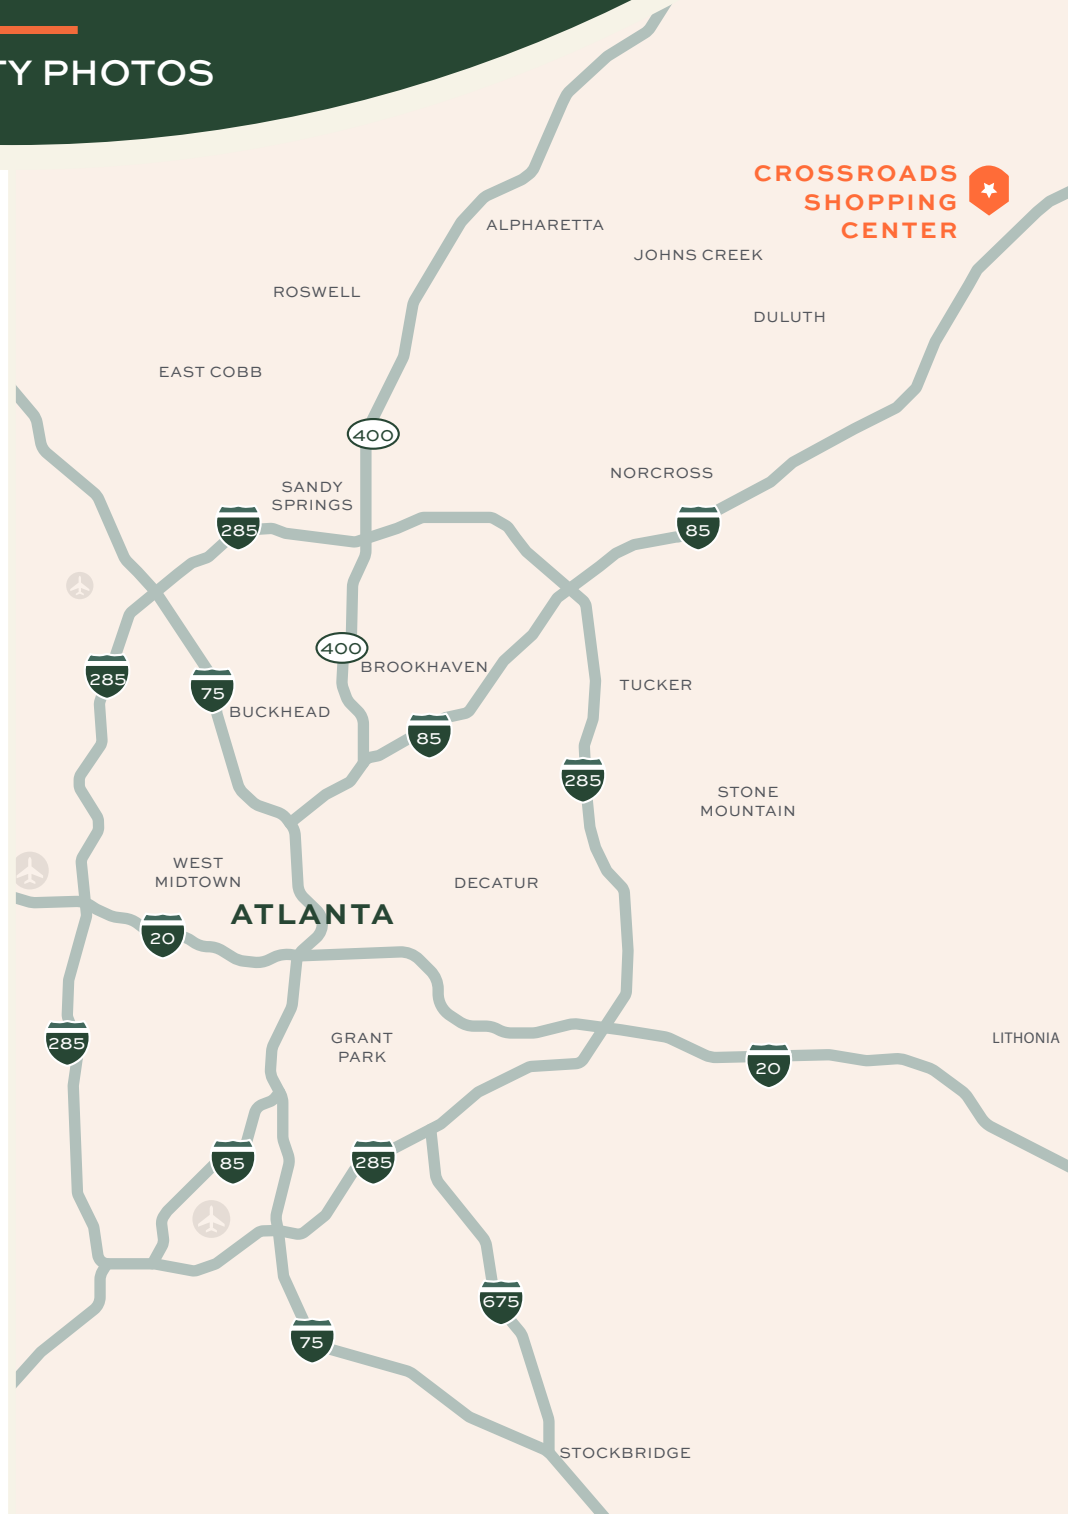 TY PHOTOS
CROSSROADS
SHOPPING
CENTER
ALPHARETTA
JOHNS CREEK
ROSWELL
DULUTH
EAST COBB
400
NORCROSS
SANDY
SPRINGS
285
85
400
BROOKHAVEN
285
75
TUCKER
BUCKHEAD
85
285
STONE
MOUNTAIN
WEST
MIDTOWN
DECATUR
ATLANTA
20
285
GRANT
PARK
LITHONIA
20
85
285
675
75
STOCKBRIDGE